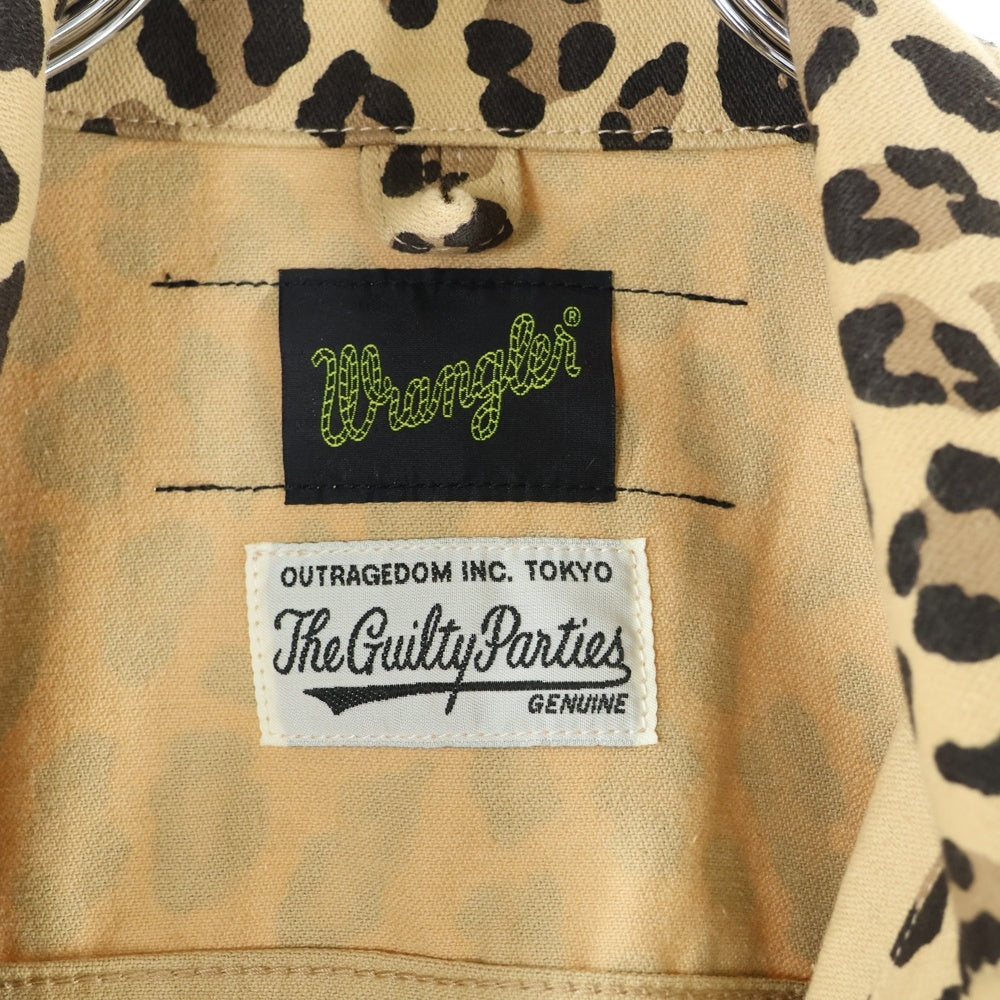 Wrangler®
OUTRAGEDOM INC. TOKYO
The Guilty Parties
GENUINE